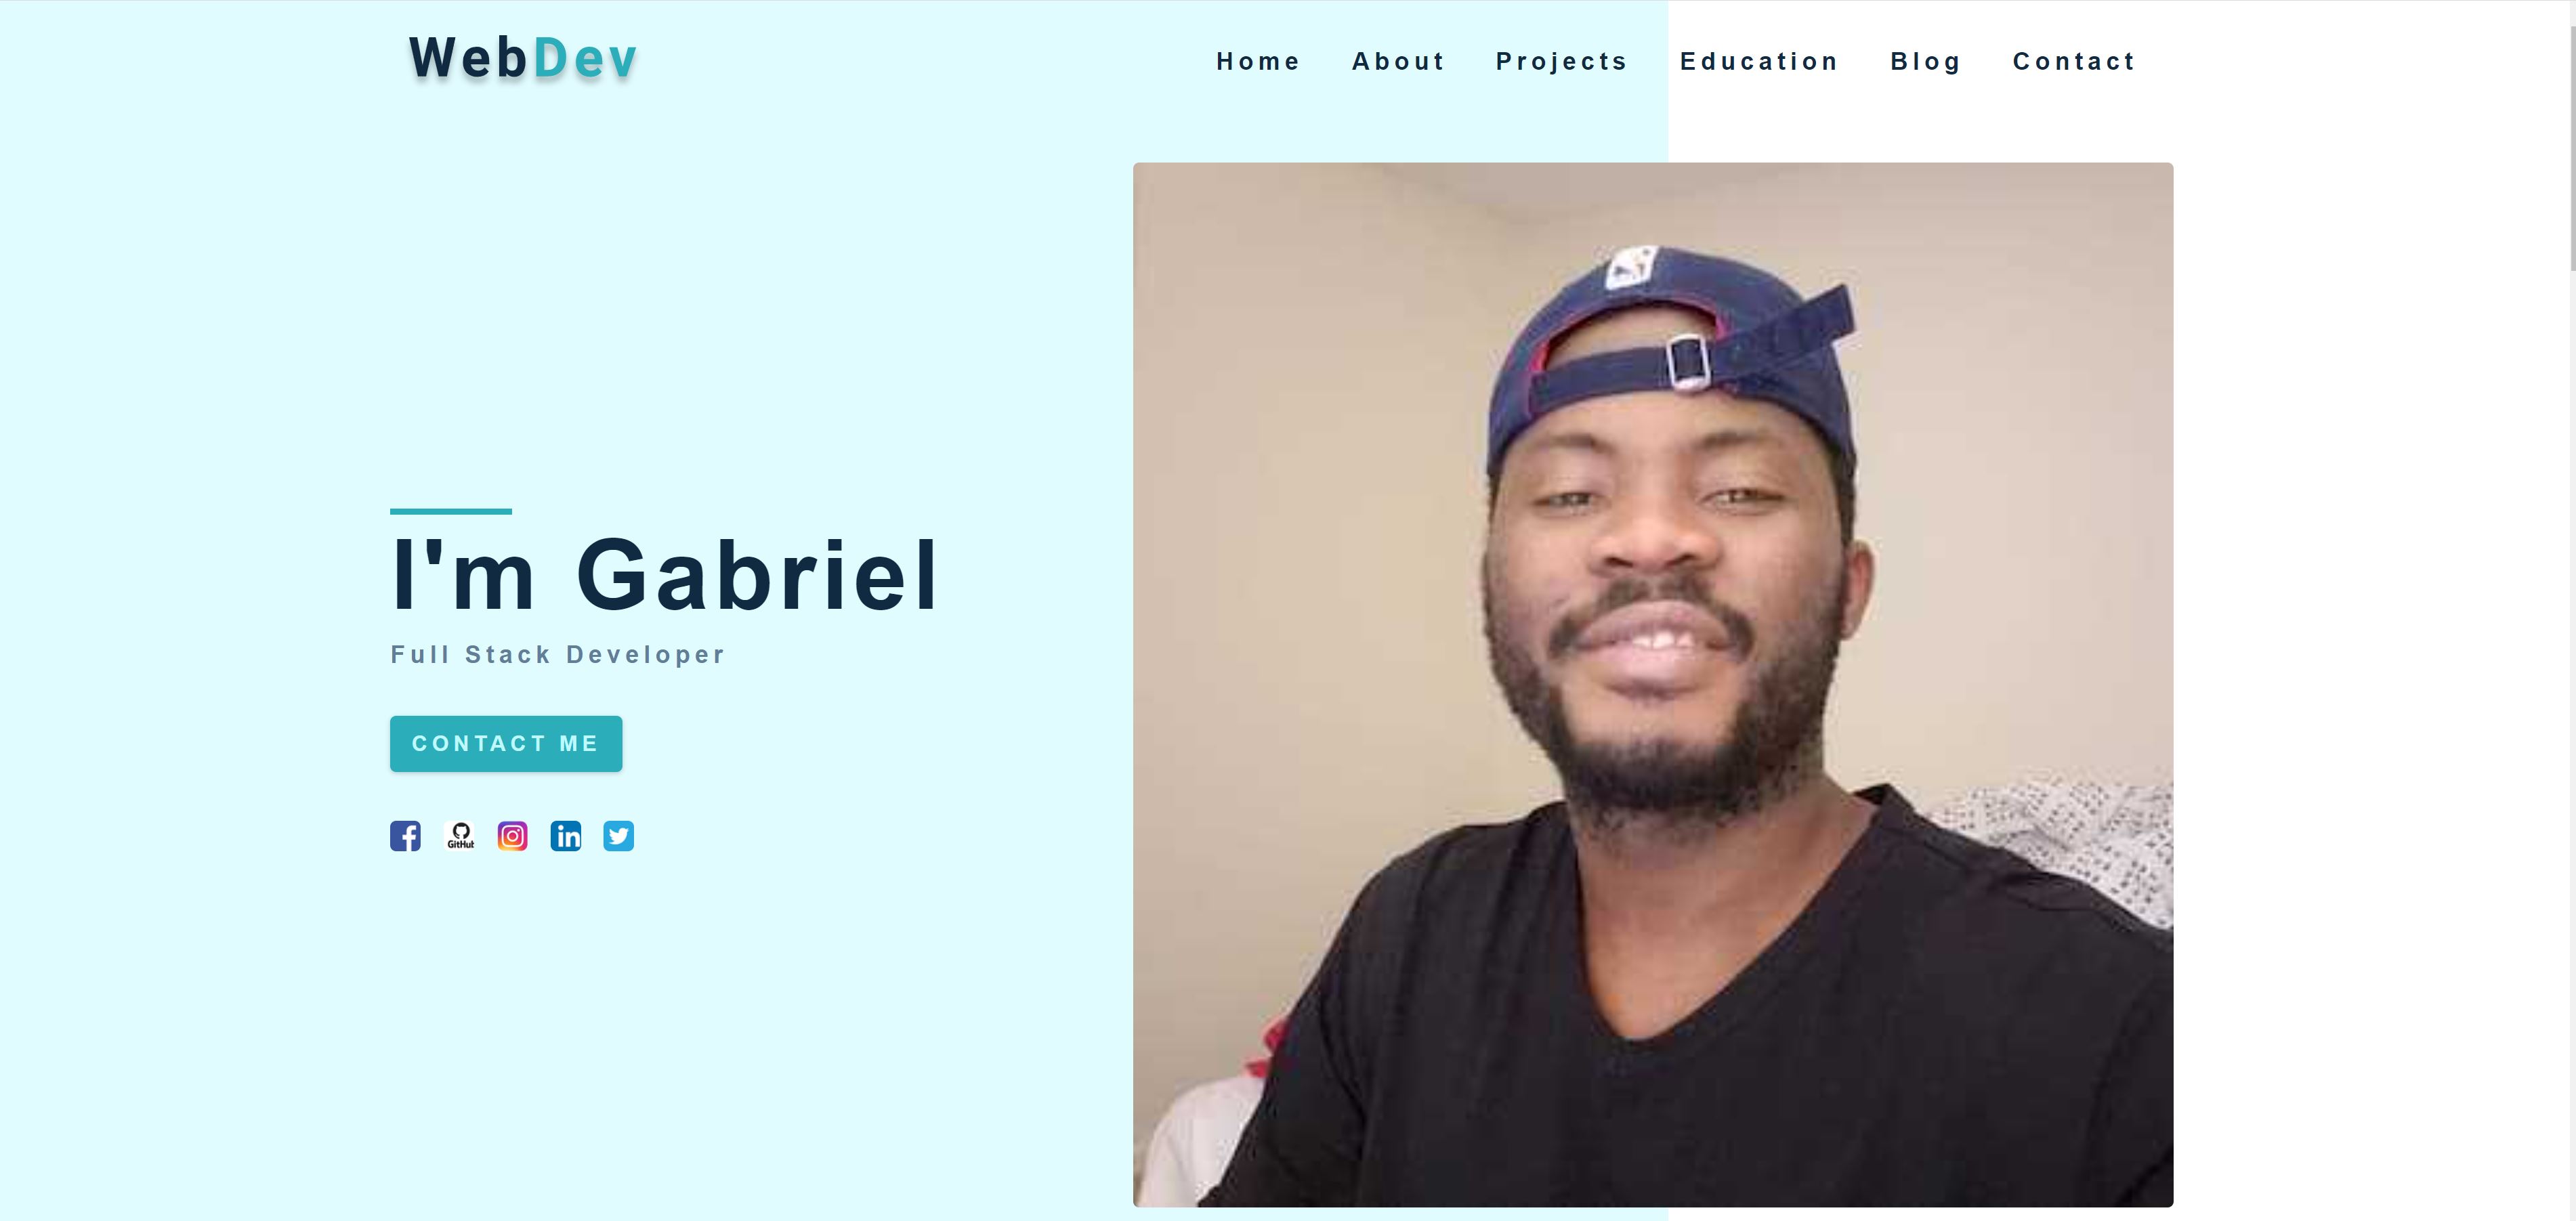 WebDev
Home About Projects Education Blog Contact
I'm Gabriel
Full Stack Developer
CONTACT ME
GitHub